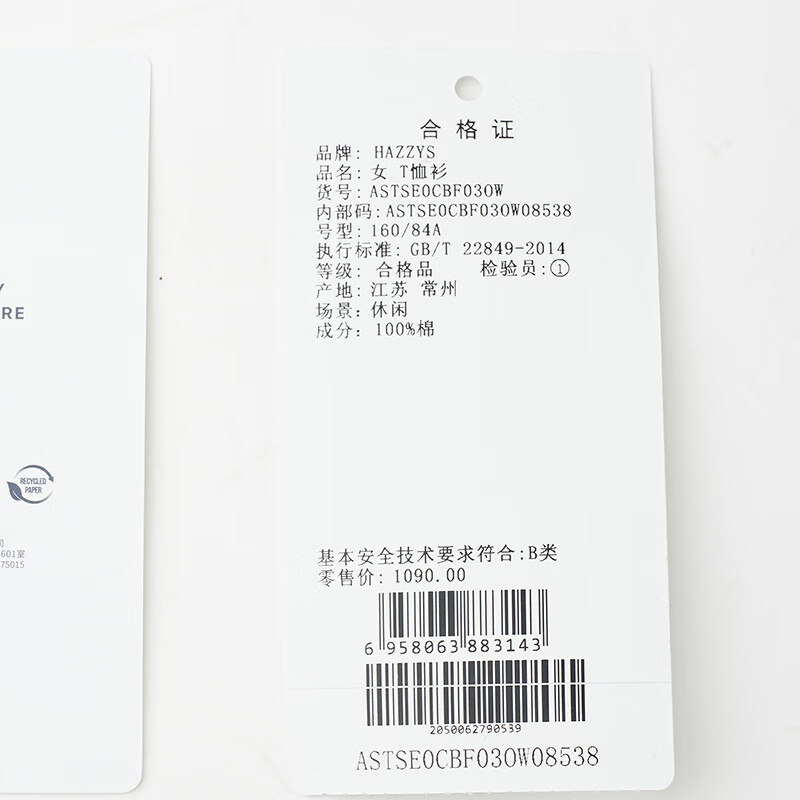 Y
RE
RECYCLED
PAPER
司
601室
75015
合格证
品牌: HAZZYS
品名: 女 T恤衫
货号: ASTSE0CBF03OW
内部码: ASTSE0CBF03OW08538
号型: 160/84A
执行标准: GB/T 22849-2014
等级: 合格品 检验员:①
产地: 江苏 常州
场景: 休闲
成分: 100%棉
基本安全技术要求符合:B类
零售价: 1090.00
6 958063 883143
2050062790539
ASTSE0CBF03OW08538